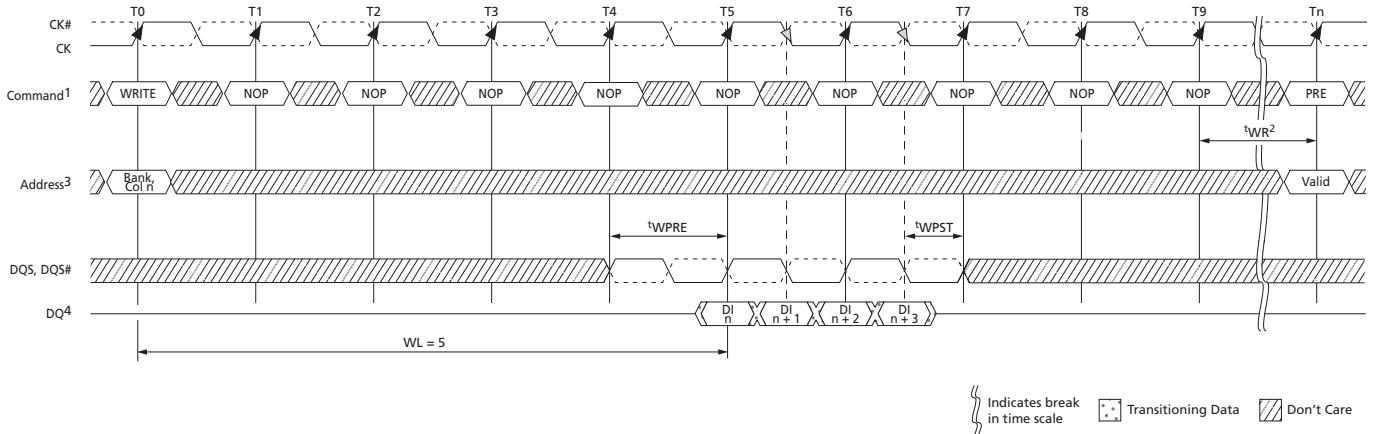 T0 T1 T2 T3 T4 T5 T6 T7 T8 T9 Tn
CK#
CK
Command1 WRITE NOP NOP NOP NOP NOP NOP NOP NOP NOP PRE
tWR2
Address3 Bank, Col n Valid
tWPRE tWPST
DQS, DQS#
DQ4 DI n DI n + 1 DI n + 2 DI n + 3
WL = 5
Indicates break in time scale
Transitioning Data
Don't Care